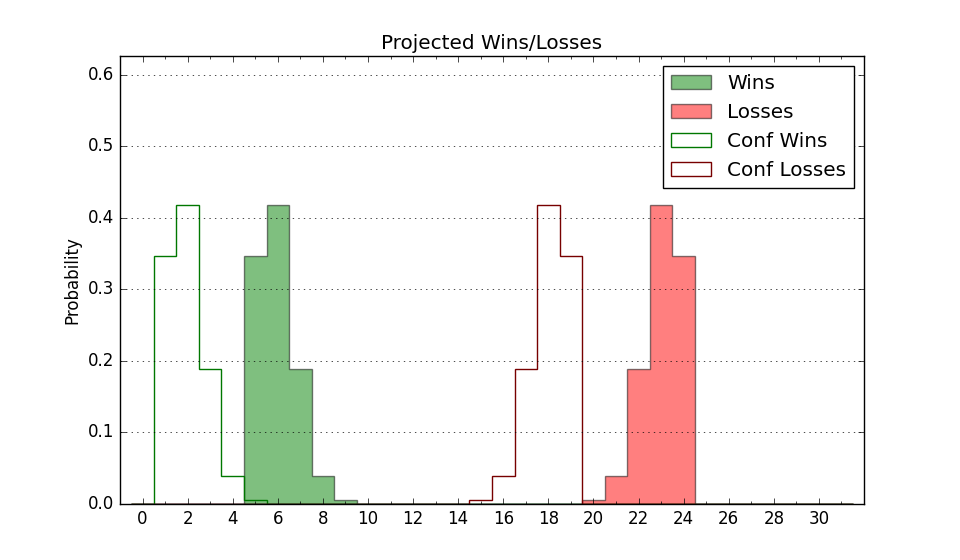 Projected Wins/Losses
Wins
Losses
Conf Wins
Conf Losses
Probability
0.6
0.5
0.4
0.3
0.2
0.1
0.0
0 2 4 6 8 10 12 14 16 18 20 22 24 26 28 30